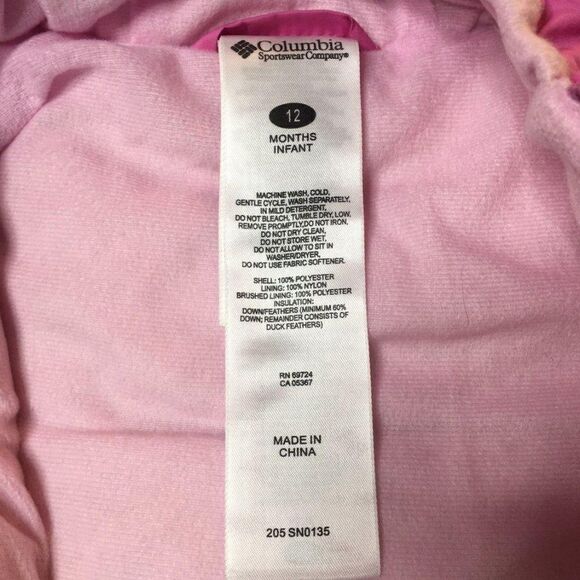 Columbia
Sportswear Company®
12
MONTHS
INFANT
MACHINE WASH, COLD,
GENTLE CYCLE, WASH SEPARATELY,
IN MILD DETERGENT,
DO NOT BLEACH, TUMBLE DRY, LOW.
REMOVE PROMPTLY,DO NOT IRON.
DO NOT DRY CLEAN.
DO NOT STORE WET,
DO NOT ALLOW TO SIT IN
WASHER/DRYER,
DO NOT USE FABRIC SOFTENER.
SHELL: 100% POLYESTER
LINING: 100% NYLON
BRUSHED LINING: 100% POLYESTER
INSULATION:
DOWN/FEATHERS (MINIMUM 60%
DOWN; REMAINDER CONSISTS OF
DUCK FEATHERS)
RN 69724
CA 05367
MADE IN
CHINA
205 SN0135